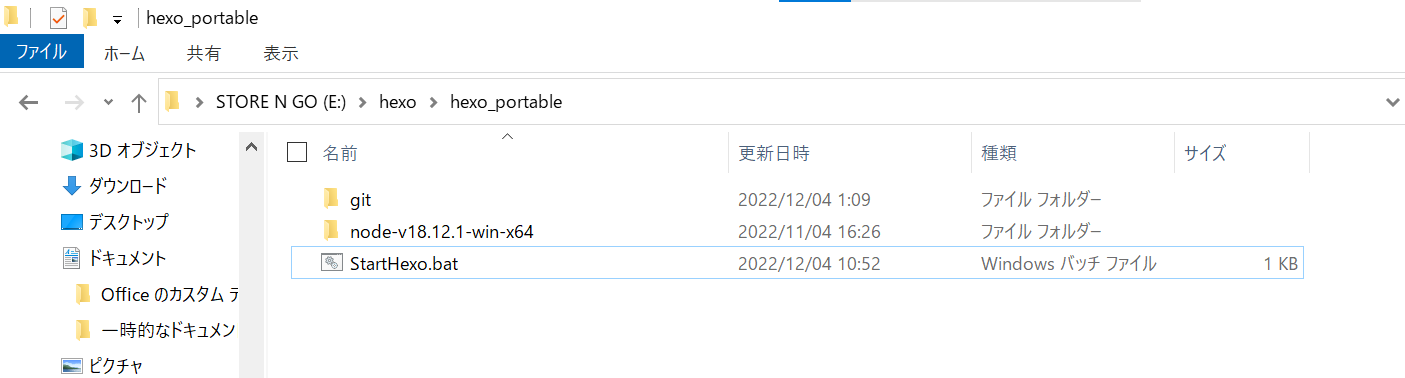 hexo_portable
ファイル ホーム 共有 表示
STORE N GO (E:) hexo hexo_portable
3D オブジェクト
ダウンロード
デスクトップ
ドキュメント
Office のカスタム テ
一時的なドキュメン
ピクチャ
名前 更新日時 種類 サイズ
git 2022/12/04 1:09 ファイル フォルダー
node-v18.12.1-win-x64 2022/11/04 16:26 ファイル フォルダー
StartHexo.bat 2022/12/04 10:52 Windows バッチ ファイル 1 KB